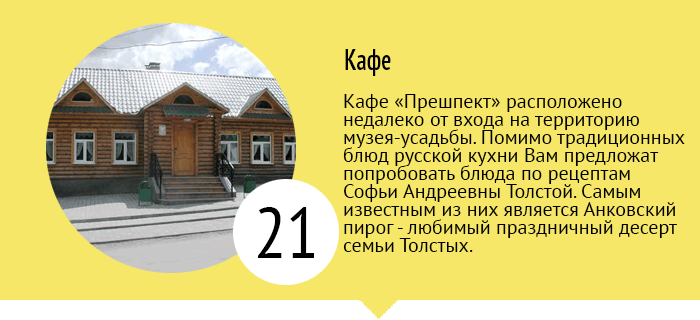 Кафе
Кафе «Прешпект» расположено
недалеко от входа на территорию
музея-усадьбы. Помимо традиционных
блюд русской кухни Вам предложат
попробовать блюда по рецептам
Софьи Андреевны Толстой. Самым
известным из них является Анковский
пирог - любимый праздничный десерт
семьи Толстых.
21